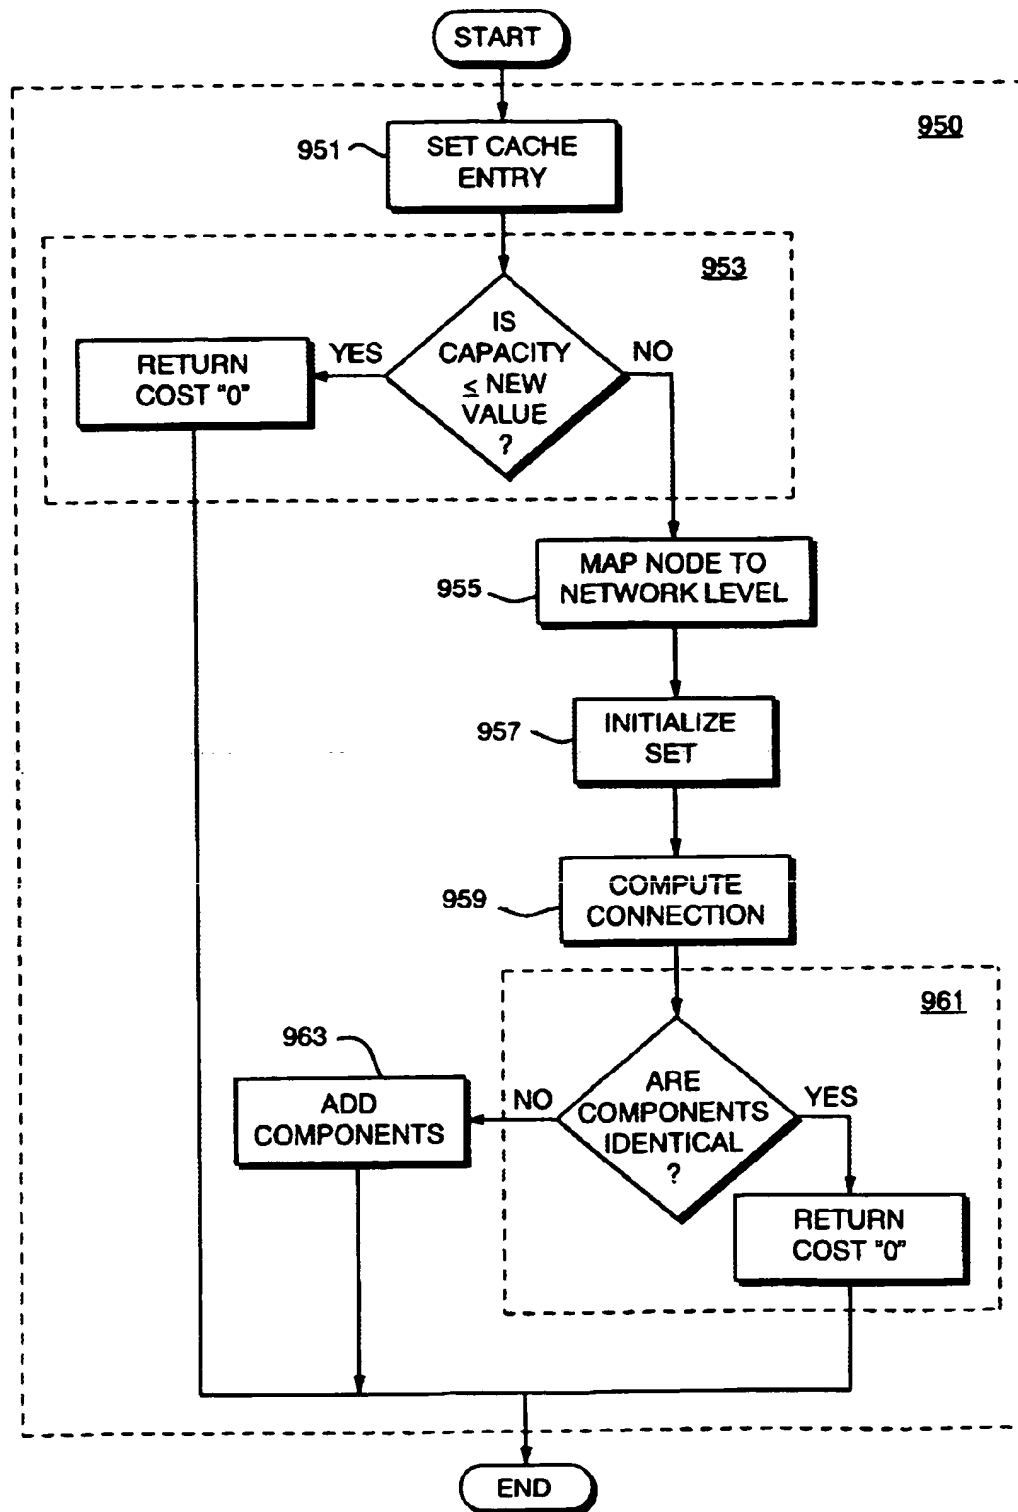 START
950
951
SET CACHE
ENTRY
953
IS
CAPACITY
≤ NEW
VALUE
?
YES
NO
RETURN
COST "0"
955
MAP NODE TO
NETWORK LEVEL
957
INITIALIZE
SET
959
COMPUTE
CONNECTION
961
963
ARE
COMPONENTS
IDENTICAL
?
NO
YES
ADD
COMPONENTS
RETURN
COST "0"
END